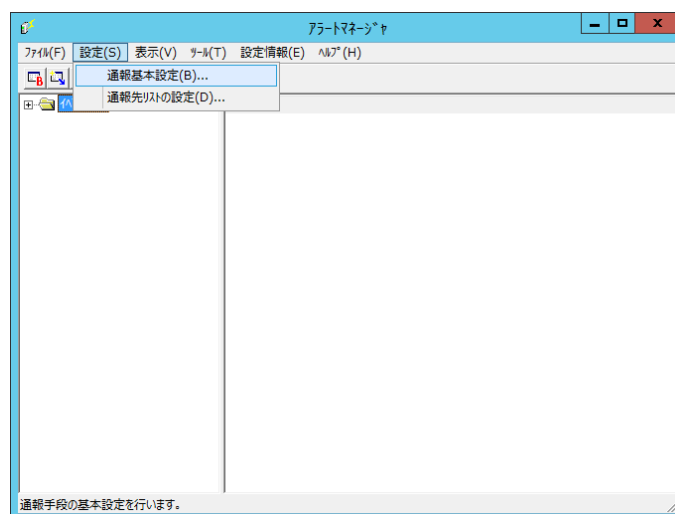 ｱﾗｰﾄﾏﾈｰｼﾞｬ
ﾌｧｲﾙ(F) 設定(S) 表示(V) ﾂｰﾙ(T) 設定情報(E) ﾍﾙﾌﾟ(H)
通報基本設定(B)...
通報先ﾘｽﾄの設定(D)...
通報手段の基本設定を行います。